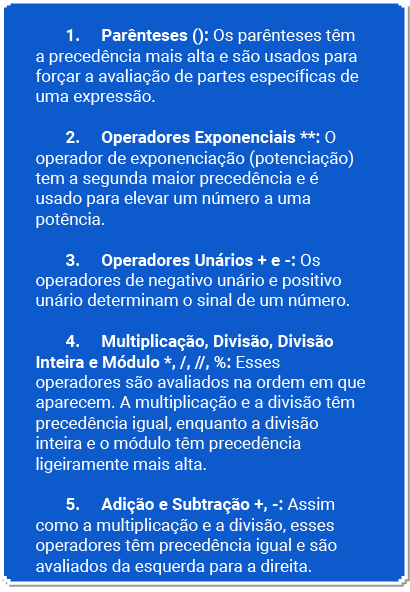 1. Parênteses (): Os parênteses têm
a precedência mais alta e são usados para
forçar a avaliação de partes específicas de
uma expressão.
2. Operadores Exponenciais **: O
operador de exponenciação (potenciação)
tem a segunda maior precedência e é
usado para elevar um número a uma
potência.
3. Operadores Unários + e -: Os
operadores de negativo unário e positivo
unário determinam o sinal de um número.
4. Multiplicação, Divisão, Divisão
Inteira e Módulo *, /, //, %: Esses
operadores são avaliados na ordem em que
aparecem. A multiplicação e a divisão têm
precedência igual, enquanto a divisão
inteira e o módulo têm precedência
ligeiramente mais alta.
5. Adição e Subtração +, -: Assim
como a multiplicação e a divisão, esses
operadores têm precedência igual e são
avaliados da esquerda para a direita.